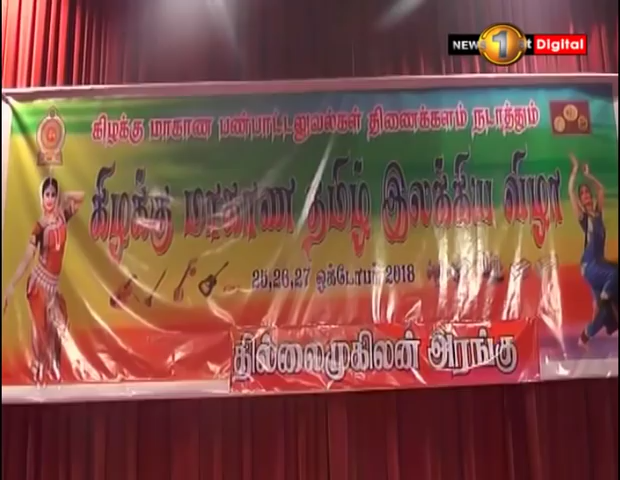 NEWS 1st Digital
கிழக்கு மாகாண பண்பாட்டலுவல்கள் திணைக்களம் நடாத்தும்
கிழக்கு மாகாண தமிழ் இலக்கிய விழா
25,26,27 ஒக்டோபர் 2018
தில்லைமுகிலன் அரங்கு